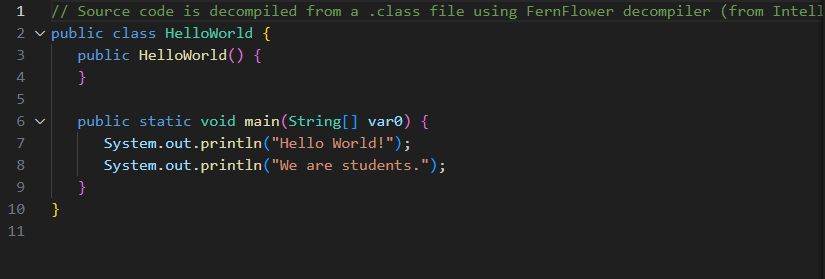 1 // Source code is decompiled from a .class file using FernFlower decompiler (from Intell
2 public class HelloWorld {
3 public HelloWorld() {
4 }
5
6 public static void main(String[] var0) {
7 System.out.println("Hello World!");
8 System.out.println("We are students.");
9 }
10 }
11